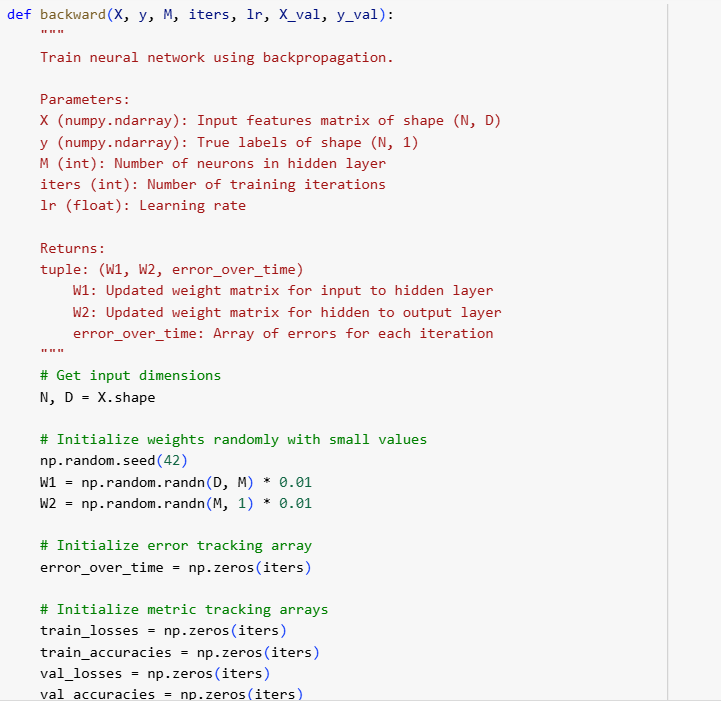 def backward(X, y, M, iters, lr, X_val, y_val):
    """
    Train neural network using backpropagation.

    Parameters:
    X (numpy.ndarray): Input features matrix of shape (N, D)
    y (numpy.ndarray): True labels of shape (N, 1)
    M (int): Number of neurons in hidden layer
    iters (int): Number of training iterations
    lr (float): Learning rate

    Returns:
    tuple: (W1, W2, error_over_time)
        W1: Updated weight matrix for input to hidden layer
        W2: Updated weight matrix for hidden to output layer
        error_over_time: Array of errors for each iteration
    """
    # Get input dimensions
    N, D = X.shape

    # Initialize weights randomly with small values
    np.random.seed(42)
    W1 = np.random.randn(D, M) * 0.01
    W2 = np.random.randn(M, 1) * 0.01

    # Initialize error tracking array
    error_over_time = np.zeros(iters)

    # Initialize metric tracking arrays
    train_losses = np.zeros(iters)
    train_accuracies = np.zeros(iters)
    val_losses = np.zeros(iters)
    val_accuracies = np.zeros(iters)